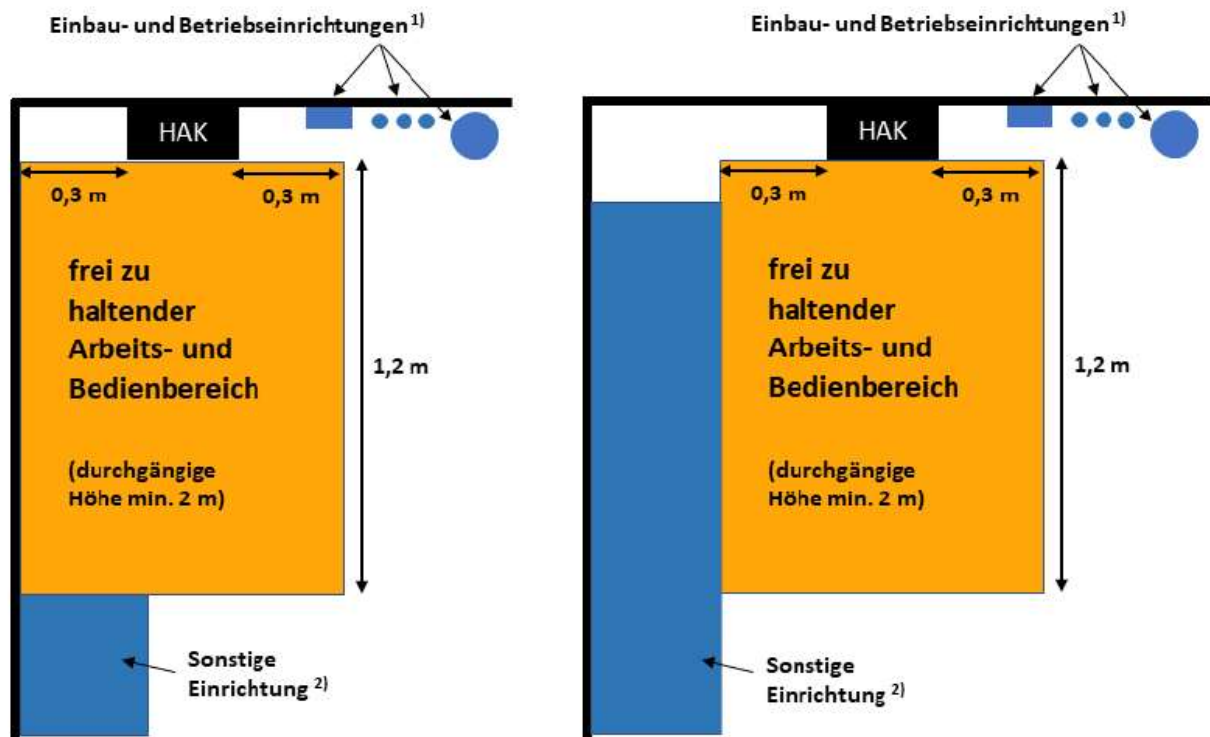 Einbau- und Betriebseinrichtungen 1)
HAK
0,3 m
0,3 m
frei zu
haltender
Arbeits- und
Bedienbereich
1,2 m
(durchgängige
Höhe min. 2 m)
Sonstige
Einrichtung 2)
Einbau- und Betriebseinrichtungen 1)
HAK
0,3 m
0,3 m
frei zu
haltender
Arbeits- und
Bedienbereich
1,2 m
(durchgängige
Höhe min. 2 m)
Sonstige
Einrichtung 2)